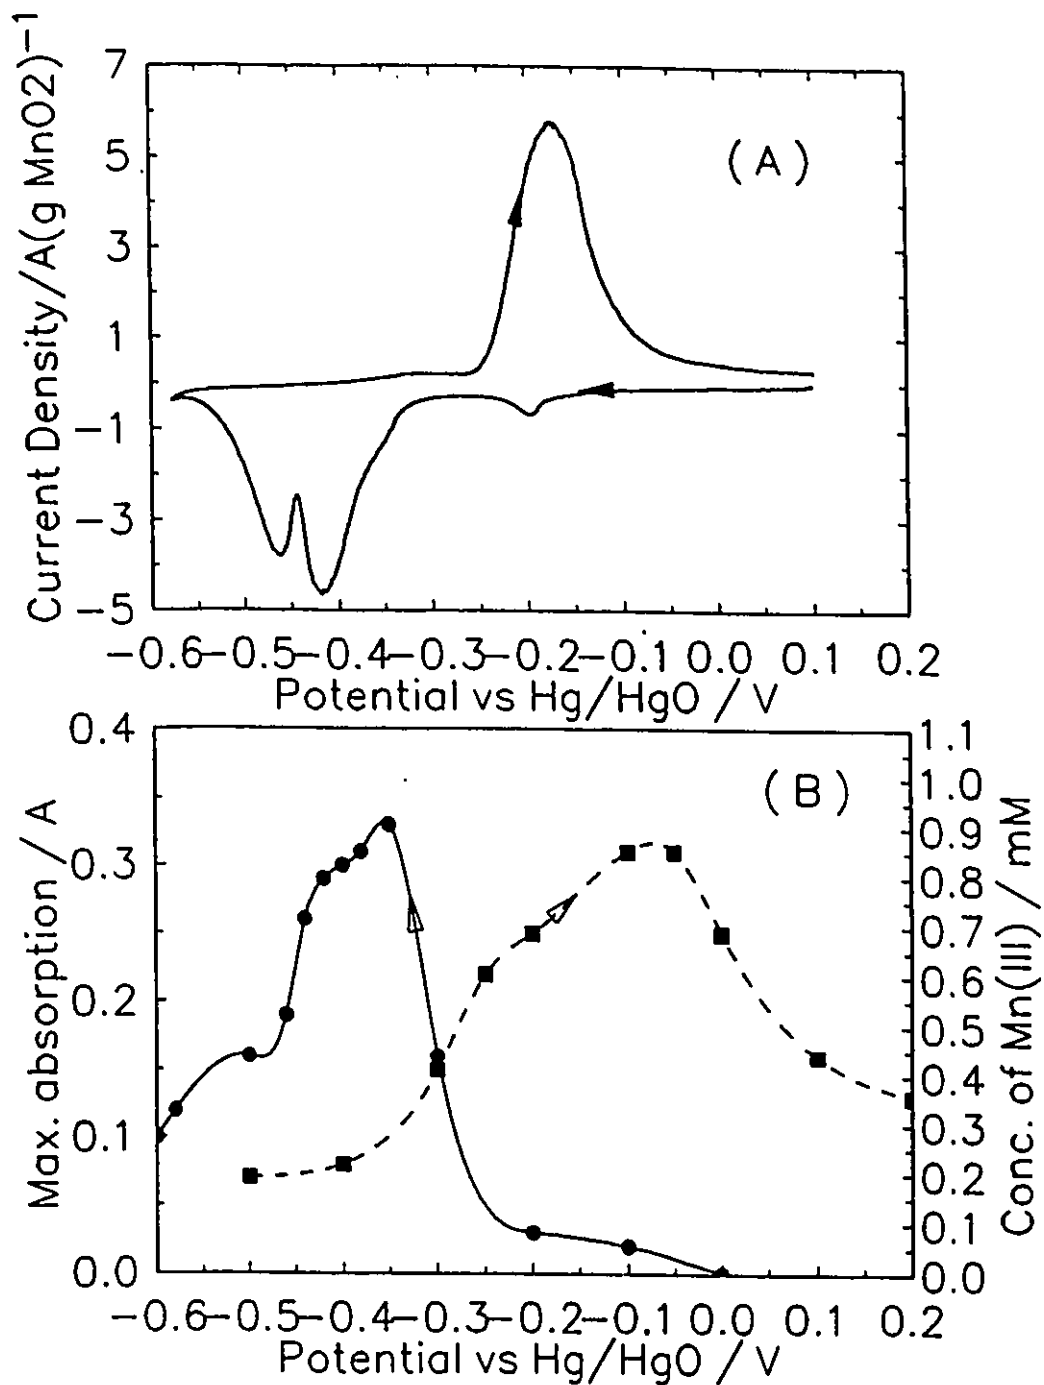 Current Density/A(g MnO2)−1
7
5
3
1
−1
−3
−5
(A)
−0.6 −0.5 −0.4 −0.3 −0.2 −0.1 0.0 0.1 0.2
Potential vs Hg/HgO / V
Max. absorption / A
0.4
0.3
0.2
0.1
0.0
(B)
1.1
1.0
0.9
0.8
0.7
0.6
0.5
0.4
0.3
0.2
0.1
0.0
Conc. of Mn(III) / mM
−0.6 −0.5 −0.4 −0.3 −0.2 −0.1 0.0 0.1 0.2
Potential vs Hg/HgO / V